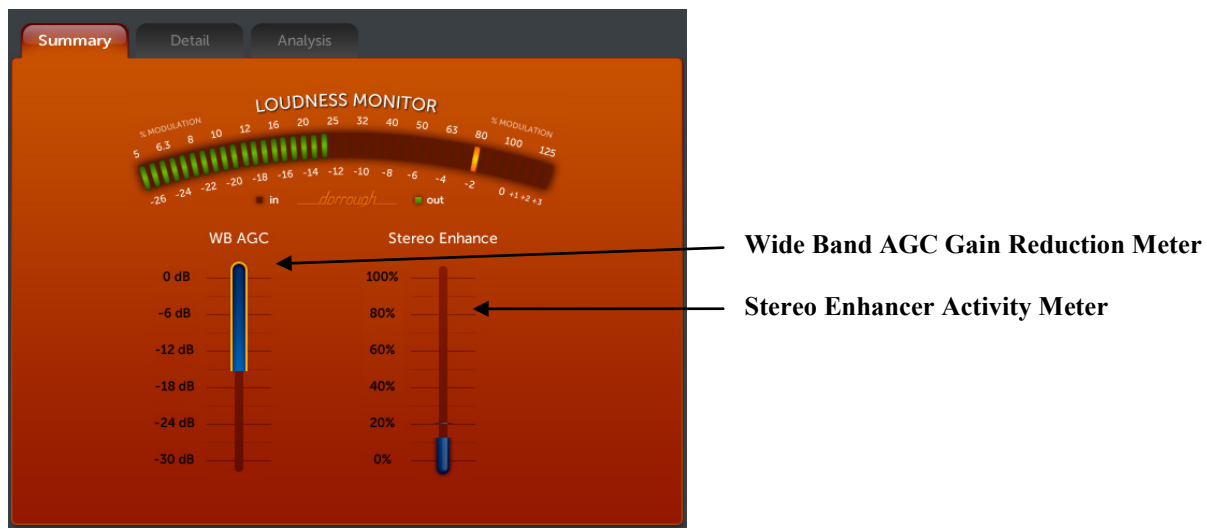 Summary Detail Analysis
LOUDNESS MONITOR
% MODULATION % MODULATION
5 6.3 8 10 12 16 20 25 32 40 50 63 80 100 125
-26 -24 -22 -20 -18 -16 -14 -12 -10 -8 -6 -4 -2 0 +1 +2 +3
in dorrough out
WB AGC Stereo Enhance
Wide Band AGC Gain Reduction Meter
0 dB 100%
Stereo Enhancer Activity Meter
-6 dB 80%
-12 dB 60%
-18 dB 40%
-24 dB 20%
-30 dB 0%